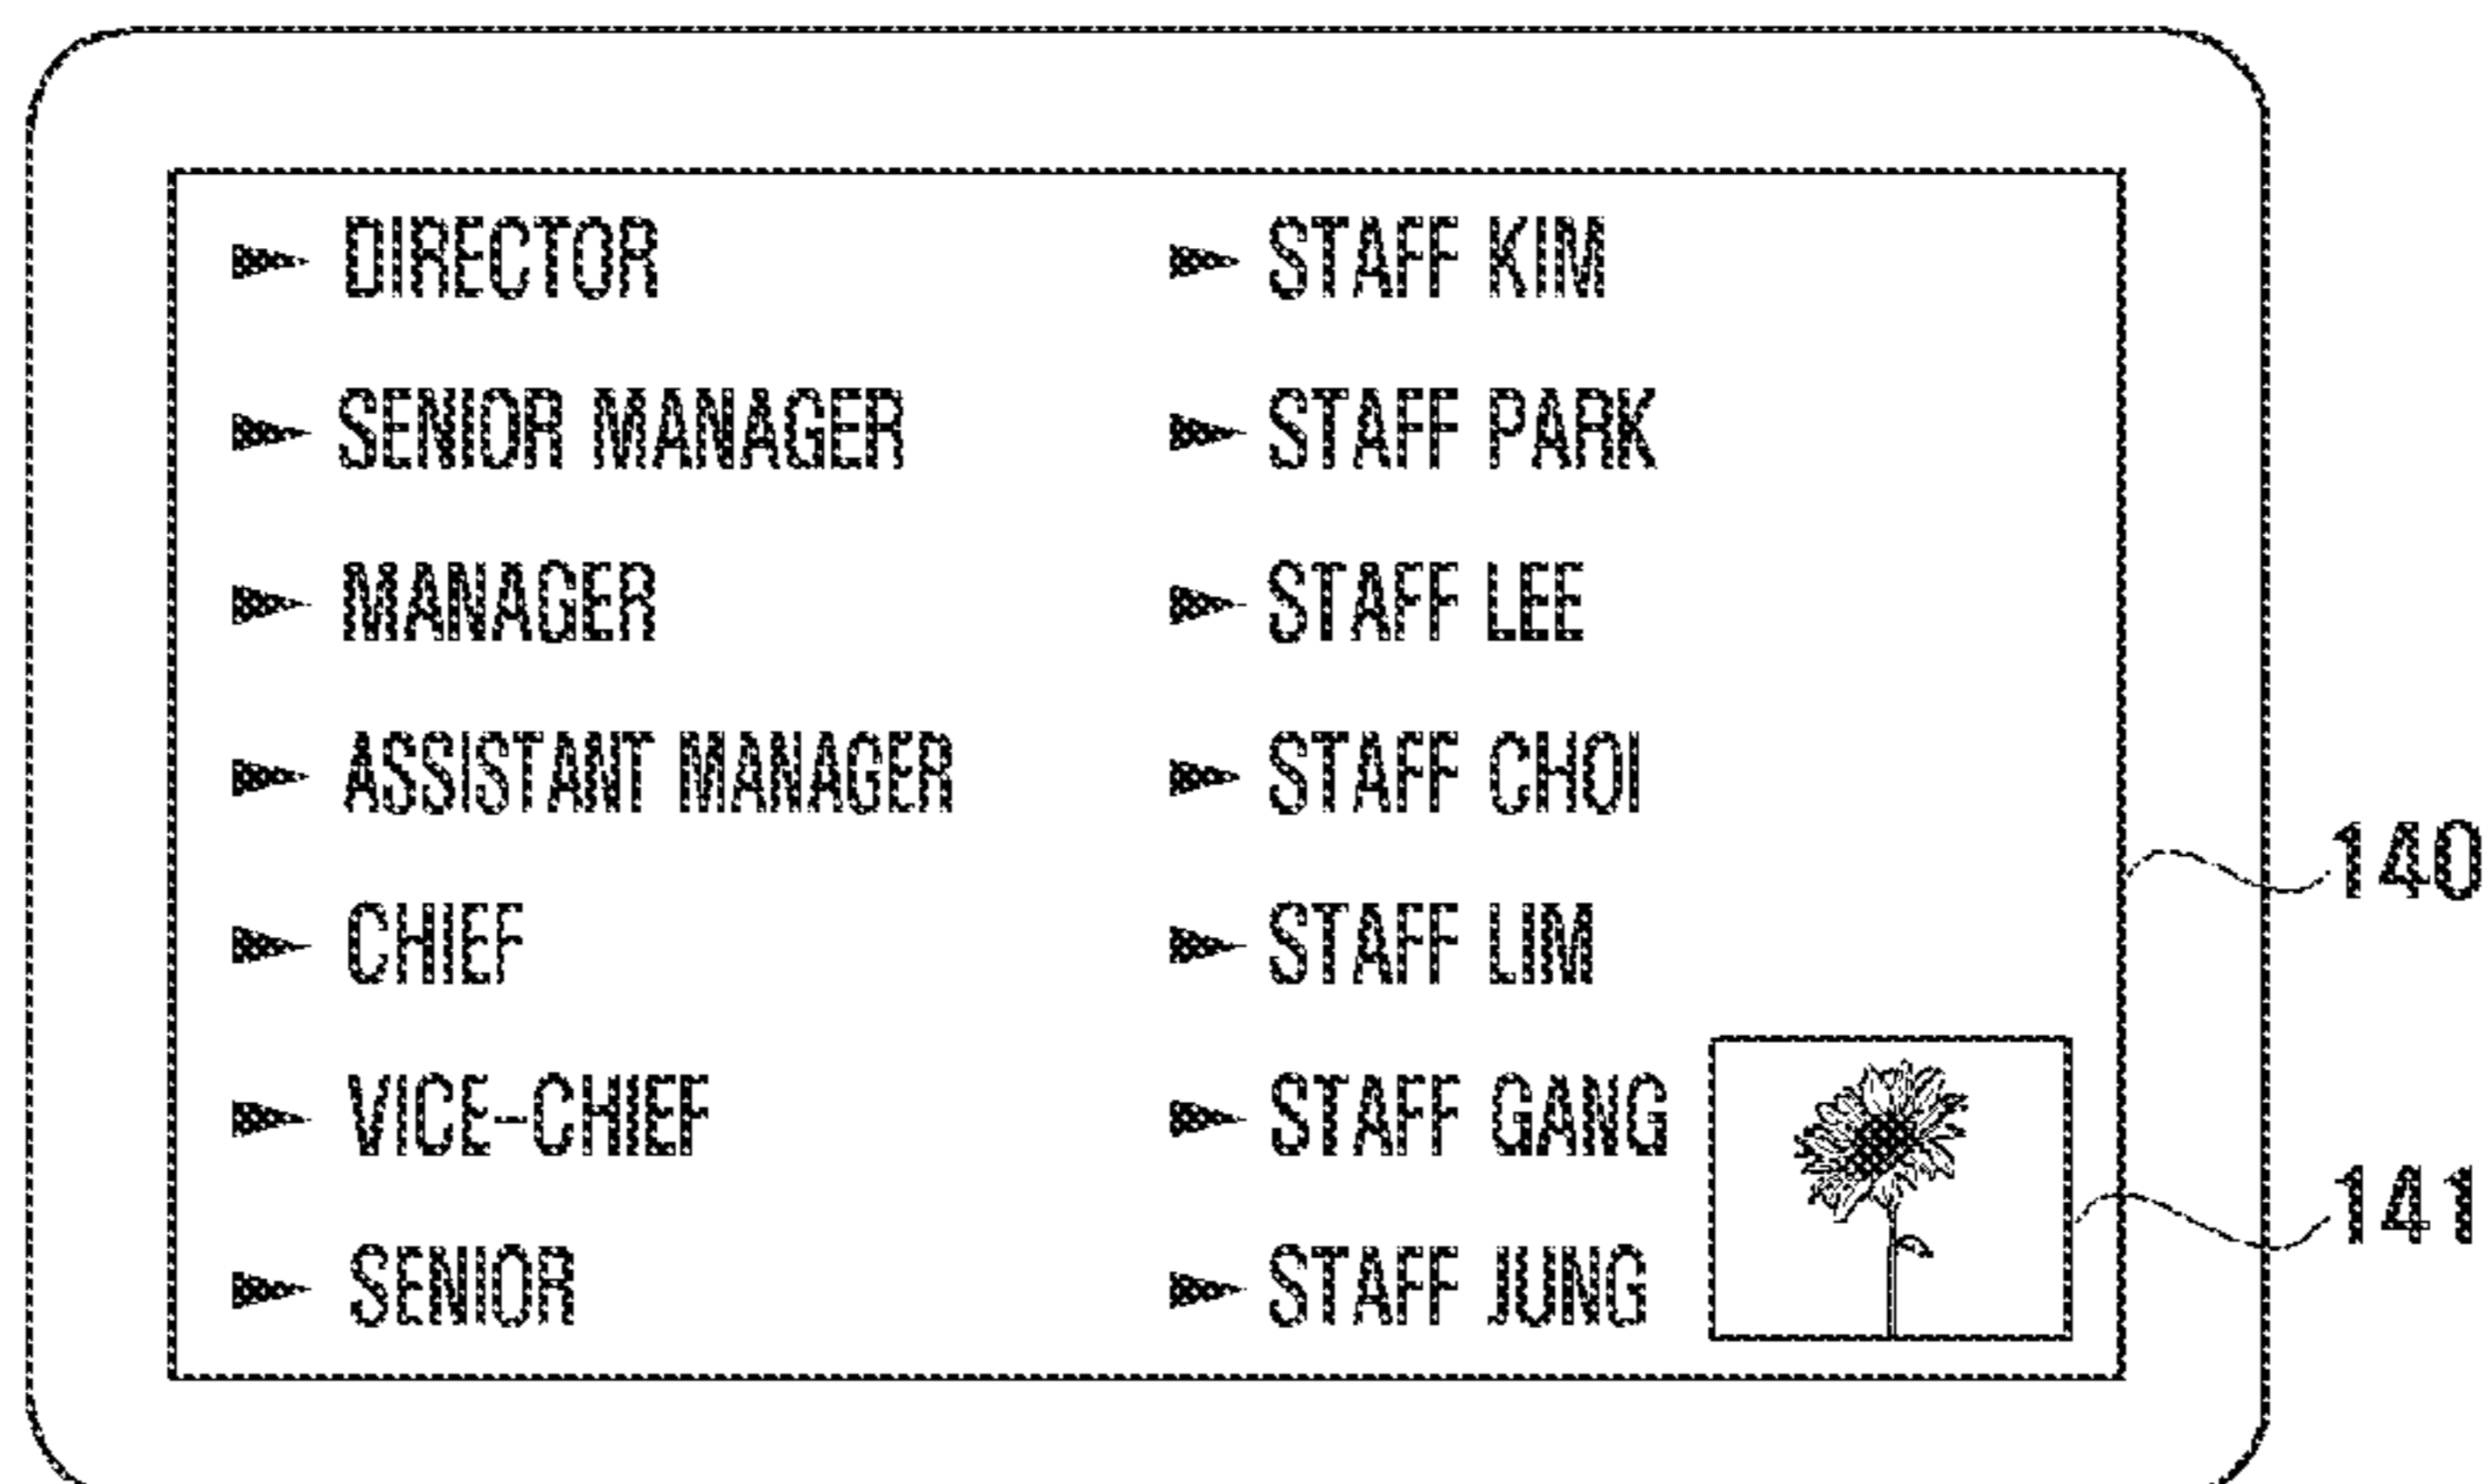 DIRECTOR
SENIOR MANAGER
MANAGER
ASSISTANT MANAGER
CHIEF
VICE-CHIEF
SENIOR
STAFF KIM
STAFF PARK
STAFF LEE
STAFF CHOI
STAFF LIM
STAFF GANG
STAFF JUNG
140
141